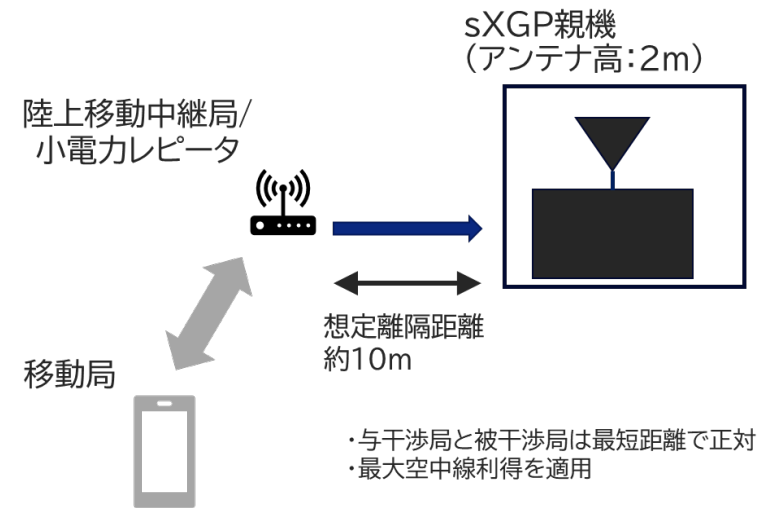 sXGP親機
（アンテナ高：2m）
陸上移動中継局/
小電力レピータ
想定離隔距離
約10m
移動局
・与干渉局と被干渉局は最短距離で正対
・最大空中線利得を適用